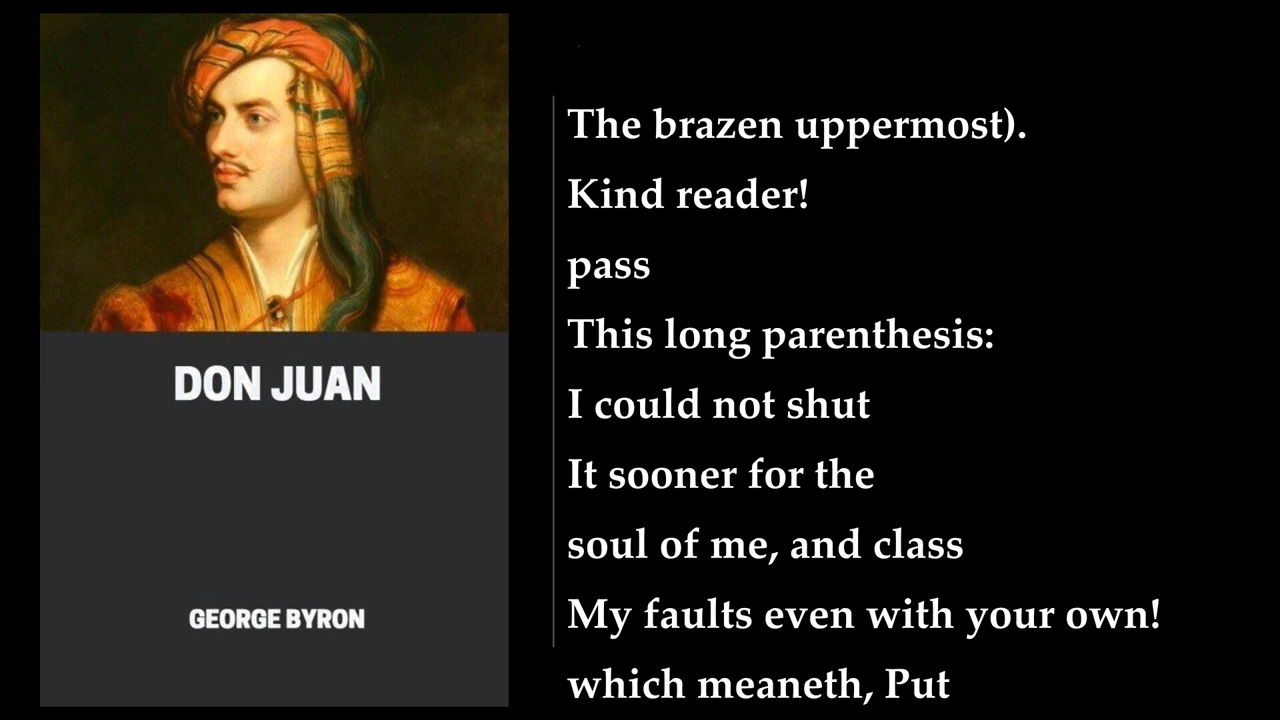 DON JUAN
GEORGE BYRON
The brazen uppermost).
Kind reader!
pass
This long parenthesis:
I could not shut
It sooner for the
soul of me, and class
My faults even with your own!
which meaneth, Put